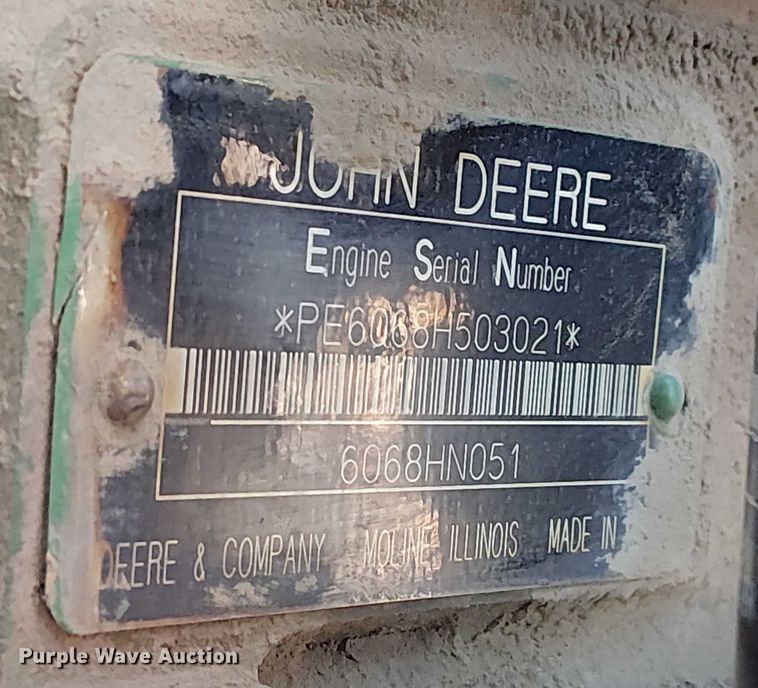 JOHN DEERE
Engine Serial Number
*PE6068H503021*
6068HN051
DEERE & COMPANY MOLINE ILLINOIS MADE IN
Purple Wave Auction